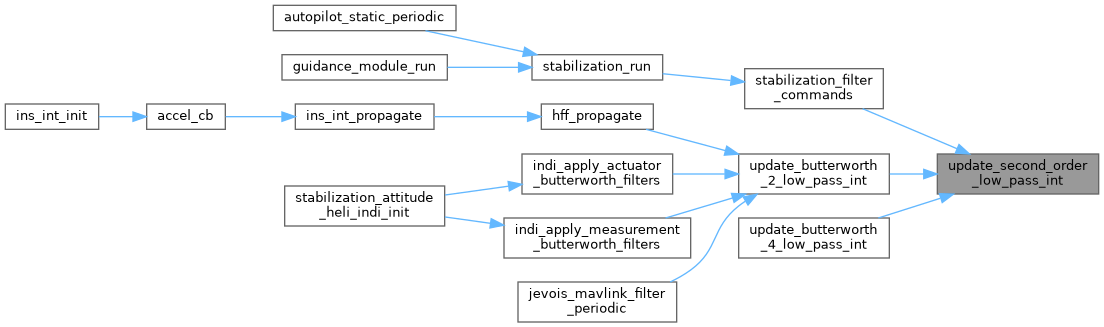 autopilot_static_periodic
guidance_module_run
stabilization_run
stabilization_filter
_commands
ins_int_init
accel_cb
ins_int_propagate
hff_propagate
indi_apply_actuator
_butterworth_filters
update_butterworth
_2_low_pass_int
update_second_order
_low_pass_int
stabilization_attitude
_heli_indi_init
indi_apply_measurement
_butterworth_filters
update_butterworth
_4_low_pass_int
jevois_mavlink_filter
_periodic